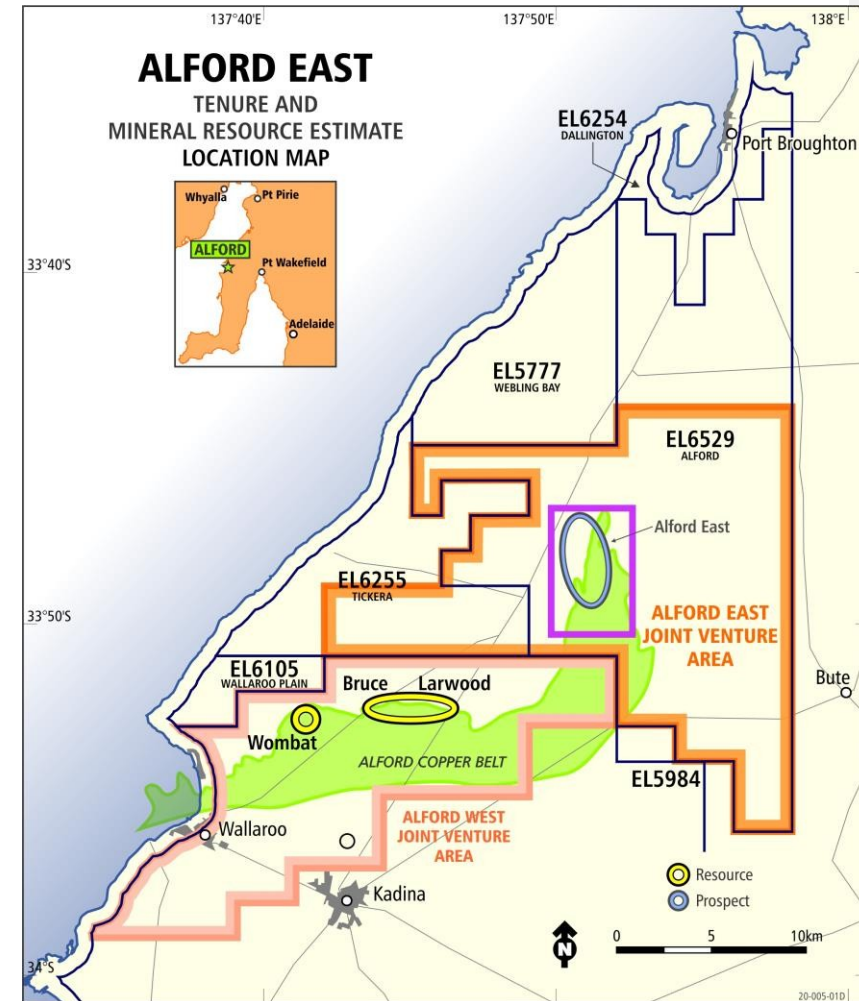 137°40'E
137°50'E
138°E
ALFORD EAST
TENURE AND
MINERAL RESOURCE ESTIMATE
LOCATION MAP
Whyalla
Pt Pirie
ALFORD
Pt Wakefield
Adelaide
EL6254
DALLINGTON
Port Broughton
33°40'S
EL5777
WEBLING BAY
EL6529
ALFORD
Alford East
EL6255
TICKERA
33°50'S
ALFORD EAST
JOINT VENTURE
AREA
EL6105
WALLAROO PLAIN
Bruce
Larwood
Bute
Wombat
ALFORD COPPER BELT
EL5984
ALFORD WEST
JOINT VENTURE
AREA
Wallaroo
Kadina
Resource
Prospect
N
0 5 10km
34°S
20-005-01D